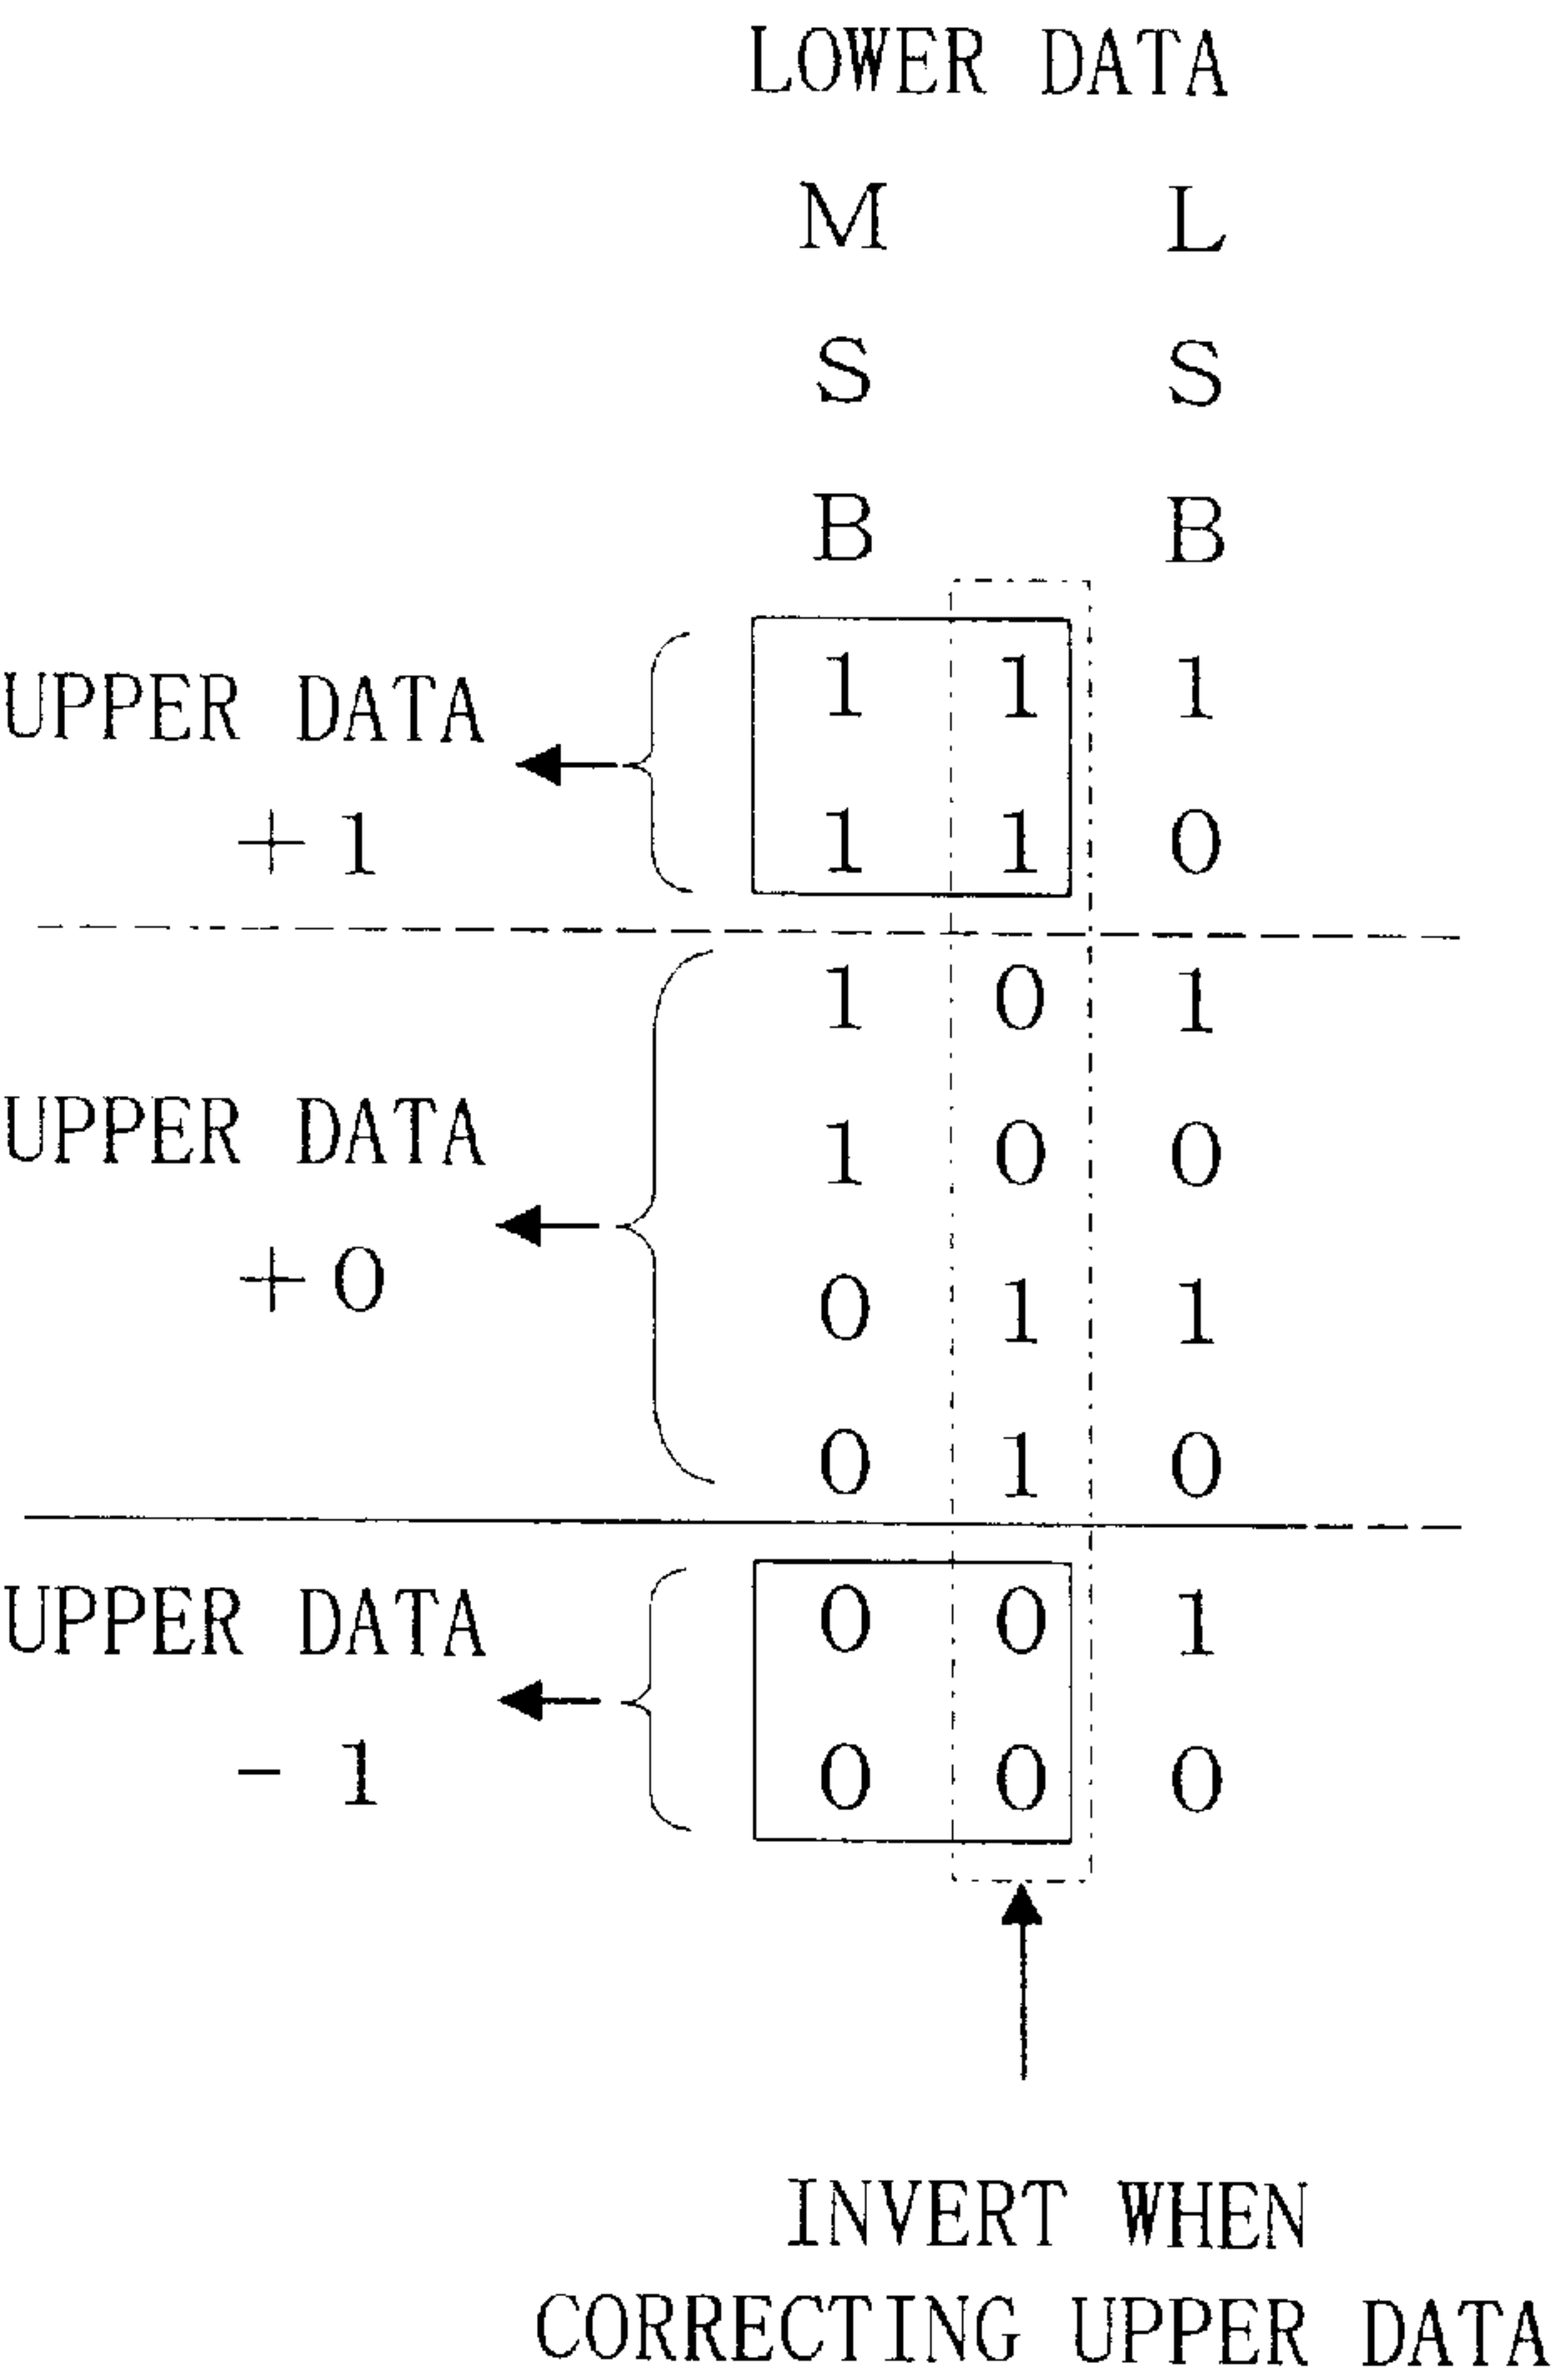 LOWER DATA
M L
S S
B B
1 1 1
UPPER DATA
+1 1 1 0
1 0 1
UPPER DATA 1 0 0
+0 0 1 1
0 1 0
UPPER DATA 0 0 1
-1 0 0 0
INVERT WHEN
CORRECTING UPPER DATA